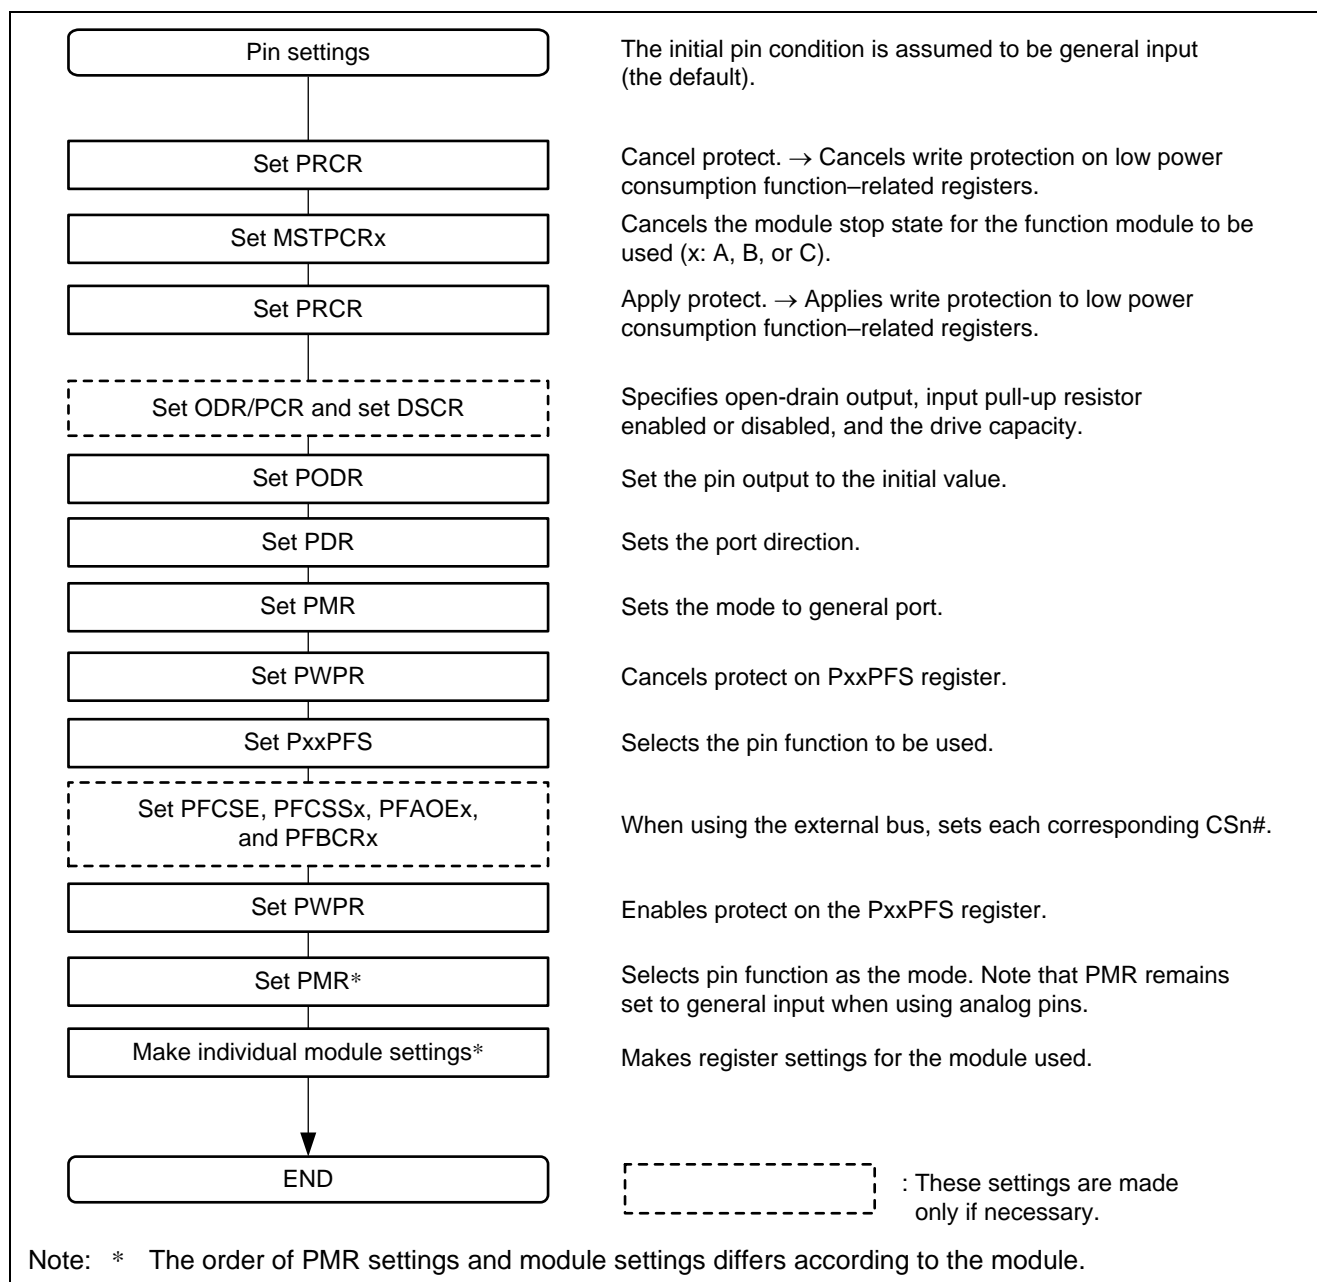 Pin settings
The initial pin condition is assumed to be general input
(the default).
Set PRCR
Cancel protect. → Cancels write protection on low power
consumption function–related registers.
Set MSTPCRx
Cancels the module stop state for the function module to be
used (x: A, B, or C).
Set PRCR
Apply protect. → Applies write protection to low power
consumption function–related registers.
Set ODR/PCR and set DSCR
Specifies open-drain output, input pull-up resistor
enabled or disabled, and the drive capacity.
Set PODR
Set the pin output to the initial value.
Set PDR
Sets the port direction.
Set PMR
Sets the mode to general port.
Set PWPR
Cancels protect on PxxPFS register.
Set PxxPFS
Selects the pin function to be used.
Set PFCSE, PFCSSx, PFAOEx,
and PFBCRx
When using the external bus, sets each corresponding CSn#.
Set PWPR
Enables protect on the PxxPFS register.
Set PMR*
Selects pin function as the mode. Note that PMR remains
set to general input when using analog pins.
Make individual module settings*
Makes register settings for the module used.
END
: These settings are made
only if necessary.
Note: * The order of PMR settings and module settings differs according to the module.